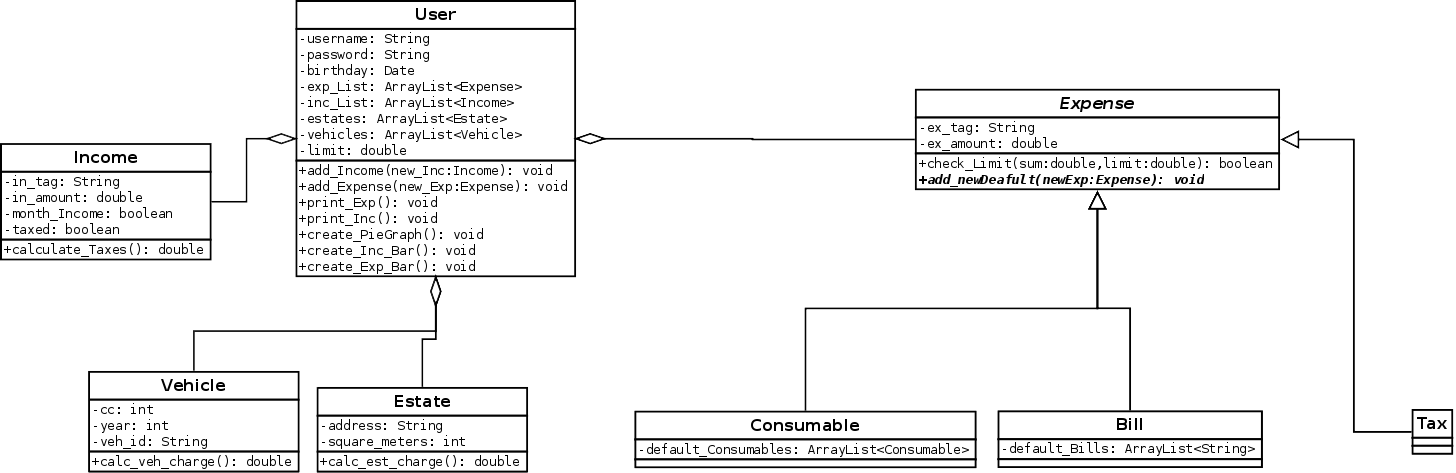 User
-username: String
-password: String
-birthday: Date
-exp_List: ArrayList<Expense>
-inc_List: ArrayList<Income>
-estates: ArrayList<Estate>
-vehicles: ArrayList<Vehicle>
-limit: double
+add_Income(new_Inc:Income): void
+add_Expense(new_Exp:Expense): void
+print_Exp(): void
+print_Inc(): void
+create_PieGraph(): void
+create_Inc_Bar(): void
+create_Exp_Bar(): void
Income
-in_tag: String
-in_amount: double
-month_Income: boolean
-taxed: boolean
+calculate_Taxes(): double
Expense
-ex_tag: String
-ex_amount: double
+check_Limit(sum:double,limit:double): boolean
+add_newDeafult(newExp:Expense): void
Vehicle
-cc: int
-year: int
-veh_id: String
+calc_veh_charge(): double
Estate
-address: String
-square_meters: int
+calc_est_charge(): double
Consumable
-default_Consumables: ArrayList<Consumable>
Bill
-default_Bills: ArrayList<String>
Tax